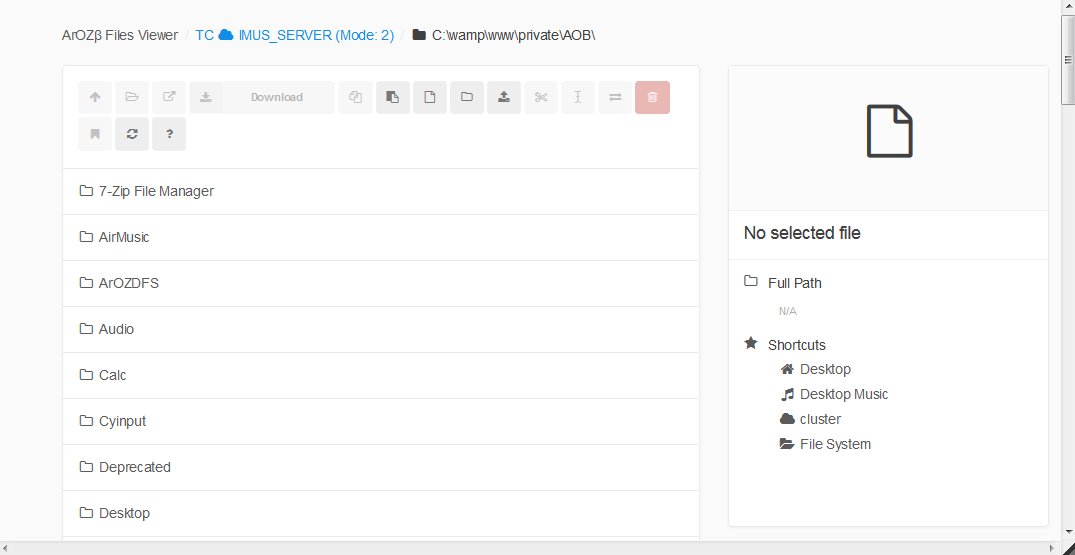 ArOZβ Files Viewer / TC IMUS_SERVER (Mode: 2) / C:\wamp\www\private\AOB\
Download
?
7-Zip File Manager
AirMusic
ArOZDFS
Audio
Calc
Cyinput
Deprecated
Desktop
No selected file
Full Path
N/A
Shortcuts
Desktop
Desktop Music
cluster
File System